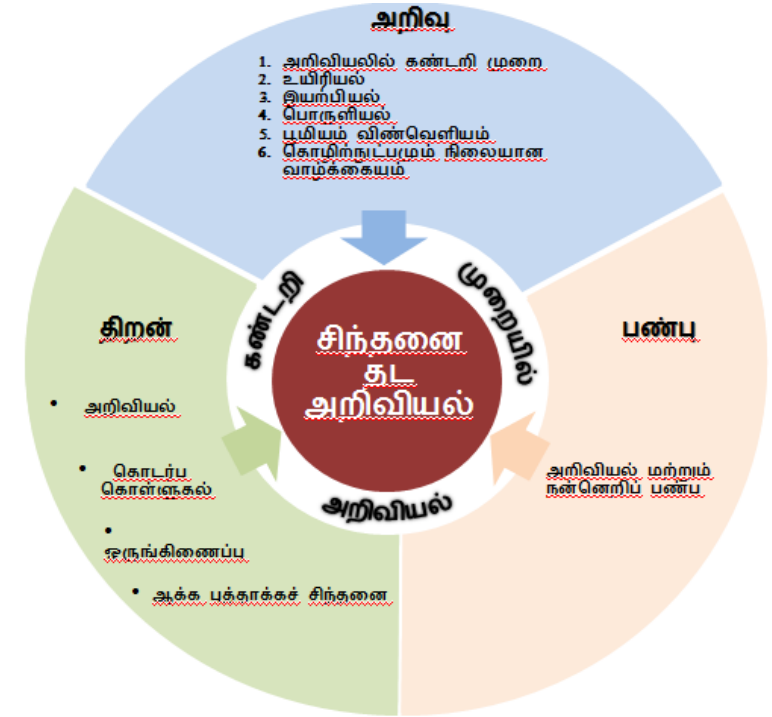 அறிவு
1. அறிவியலில் கண்டறி முறை
2. உயிரியல்
3. இயற்பியல்
4. பொருளியல்
5. பூமியும் விண்வெளியும்
6. தொழிற்நுட்பமும் நிலையான
வாழ்க்கையும்
கண்டறி
முறையில்
அறிவியல்
சிந்தனை
தட
அறிவியல்
திறன்
• அறிவியல்
• தொடர்பு
கொள்ளுதல்
•
ஒருங்கிணைப்பு
• ஆக்க புத்தாக்கச் சிந்தனை
பண்பு
அறிவியல் மற்றும்
நன்னெறிப் பண்பு